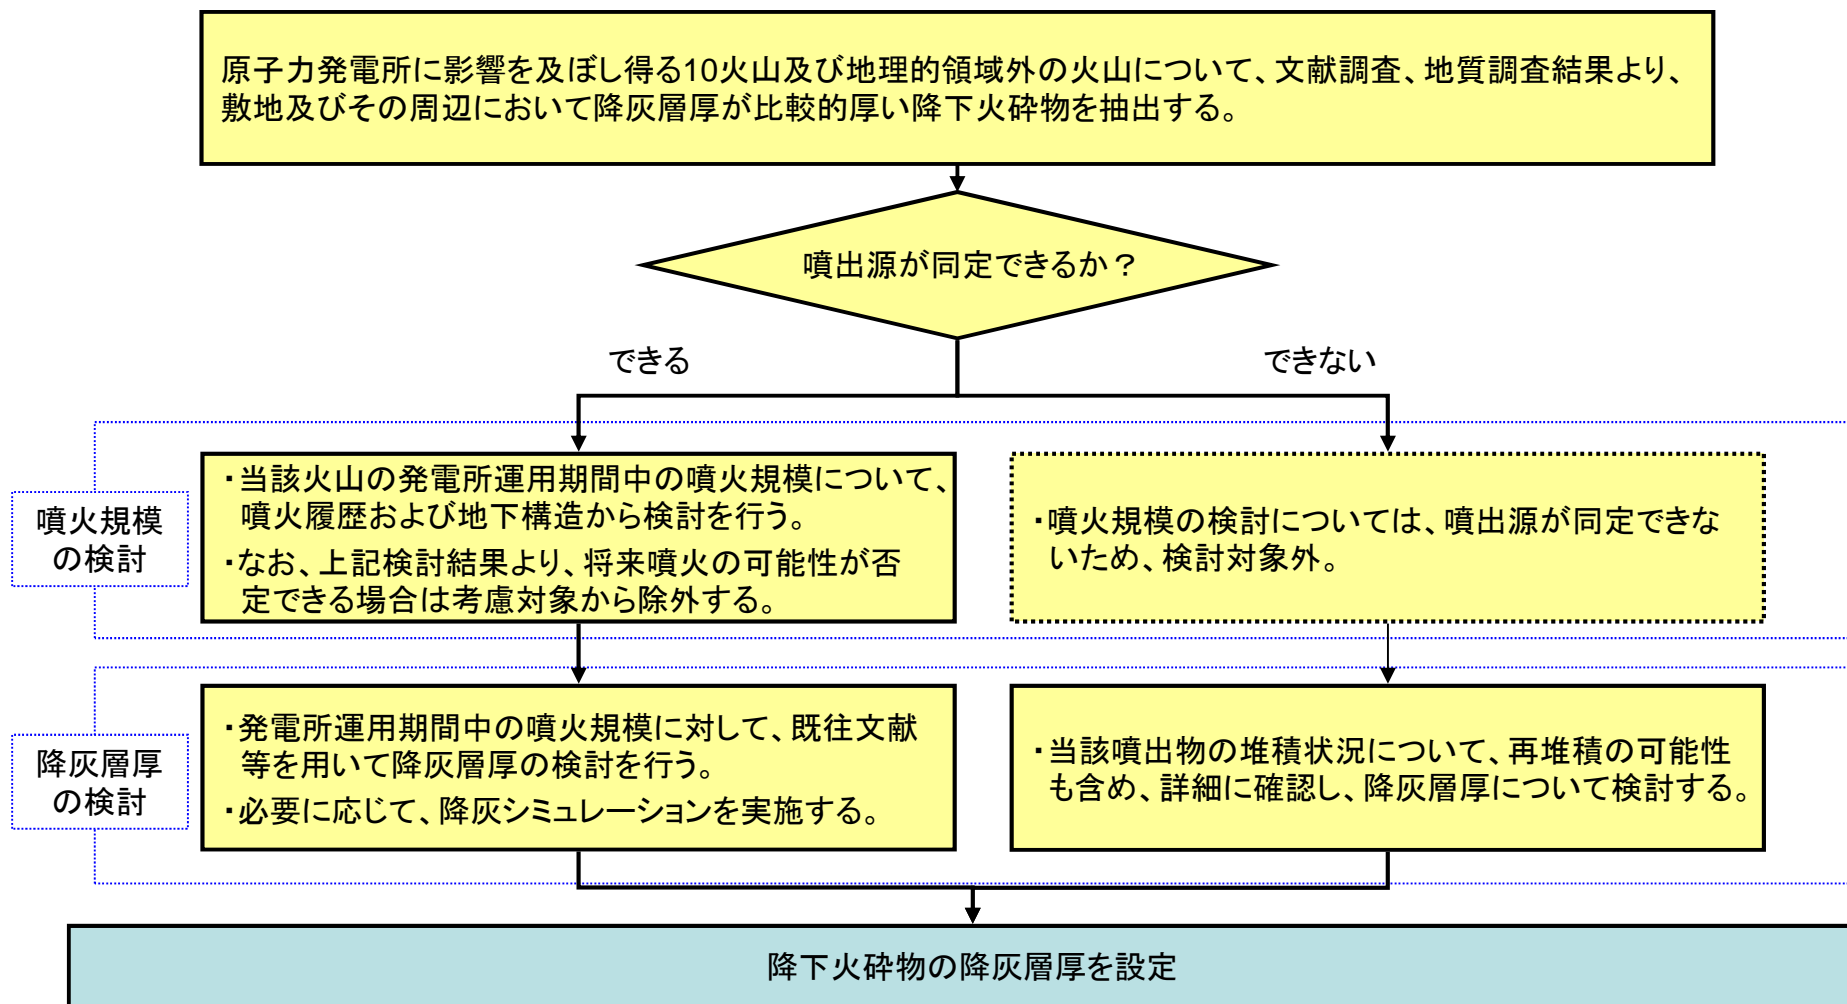 原子力発電所に影響を及ぼし得る10火山及び地理的領域外の火山について、文献調査、地質調査結果より、
敷地及びその周辺において降灰層厚が比較的厚い降下火砕物を抽出する。
噴出源が同定できるか？
できる
できない
噴火規模
の検討
・当該火山の発電所運用期間中の噴火規模について、
噴火履歴および地下構造から検討を行う。
・なお、上記検討結果より、将来噴火の可能性が否
定できる場合は考慮対象から除外する。
・噴火規模の検討については、噴出源が同定できな
いため、検討対象外。
降灰層厚
の検討
・発電所運用期間中の噴火規模に対して、既往文献
等を用いて降灰層厚の検討を行う。
・必要に応じて、降灰シミュレーションを実施する。
・当該噴出物の堆積状況について、再堆積の可能性
も含め、詳細に確認し、降灰層厚について検討する。
降下火砕物の降灰層厚を設定